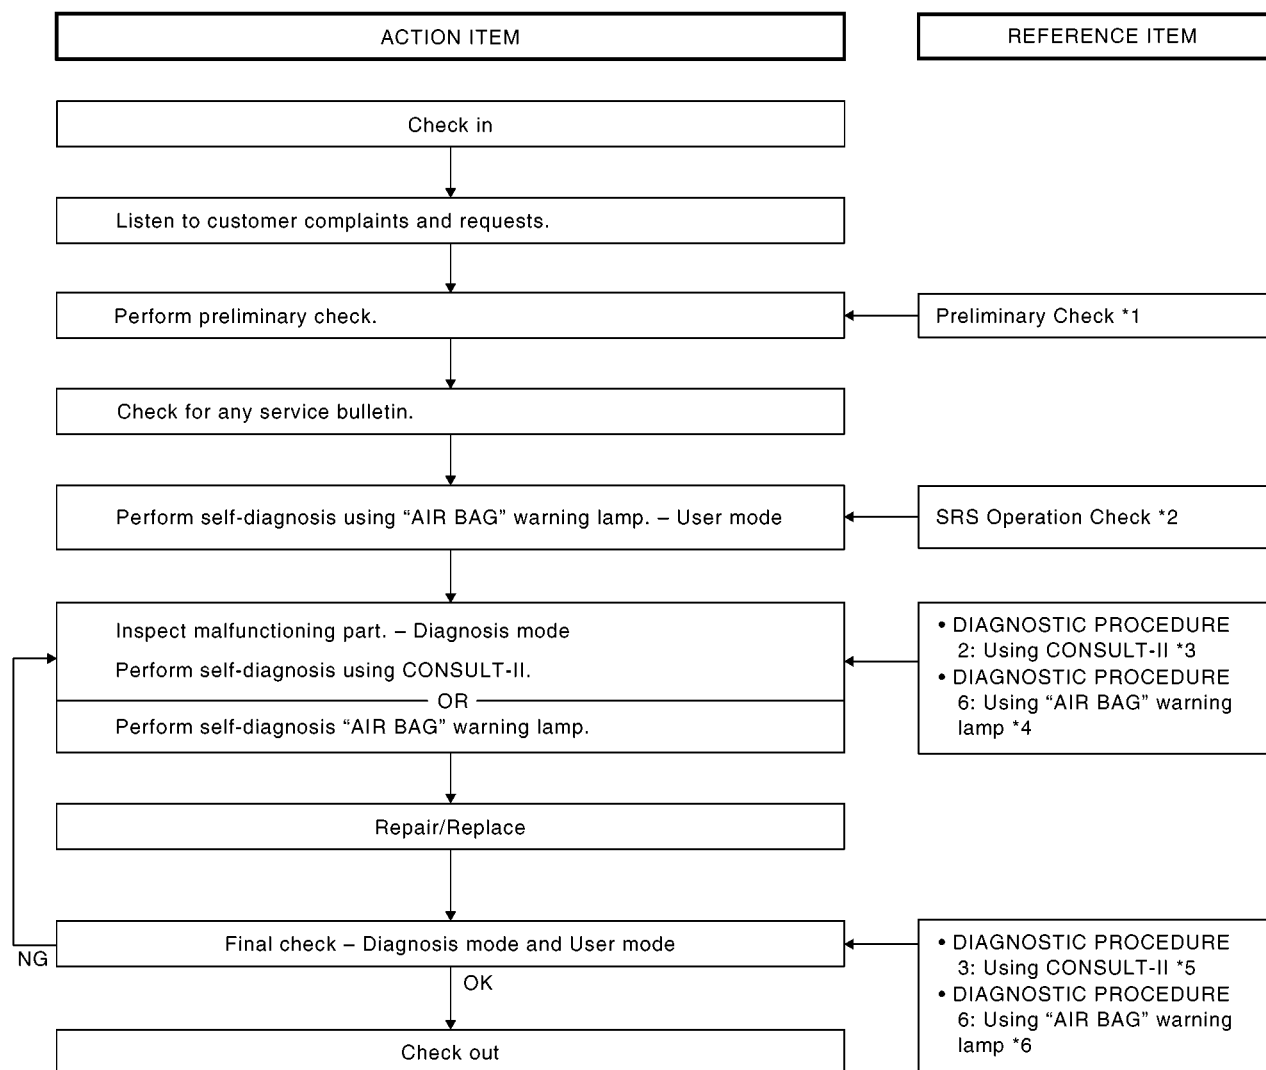 ACTION ITEM
REFERENCE ITEM
Check in
Listen to customer complaints and requests.
Perform preliminary check.
Preliminary Check *1
Check for any service bulletin.
Perform self-diagnosis using “AIR BAG” warning lamp. – User mode
SRS Operation Check *2
Inspect malfunctioning part. – Diagnosis mode
Perform self-diagnosis using CONSULT-II.
OR
Perform self-diagnosis “AIR BAG” warning lamp.
• DIAGNOSTIC PROCEDURE
2: Using CONSULT-II *3
• DIAGNOSTIC PROCEDURE
6: Using “AIR BAG” warning
lamp *4
Repair/Replace
Final check – Diagnosis mode and User mode
NG
OK
• DIAGNOSTIC PROCEDURE
3: Using CONSULT-II *5
• DIAGNOSTIC PROCEDURE
6: Using “AIR BAG” warning
lamp *6
Check out